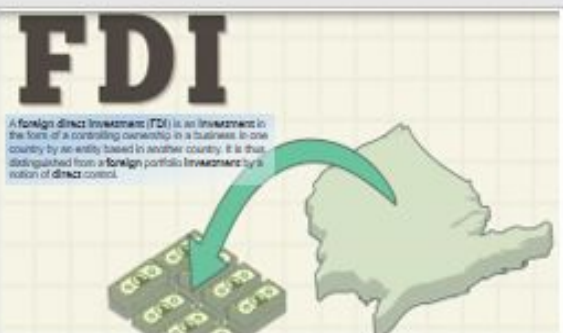 FDI
A foreign direct investment (FDI) is an investment in
the form of a controlling ownership in a business in one
country by an entity based in another country. It is thus
distinguished from a foreign portfolio investment by a
notion of direct control.